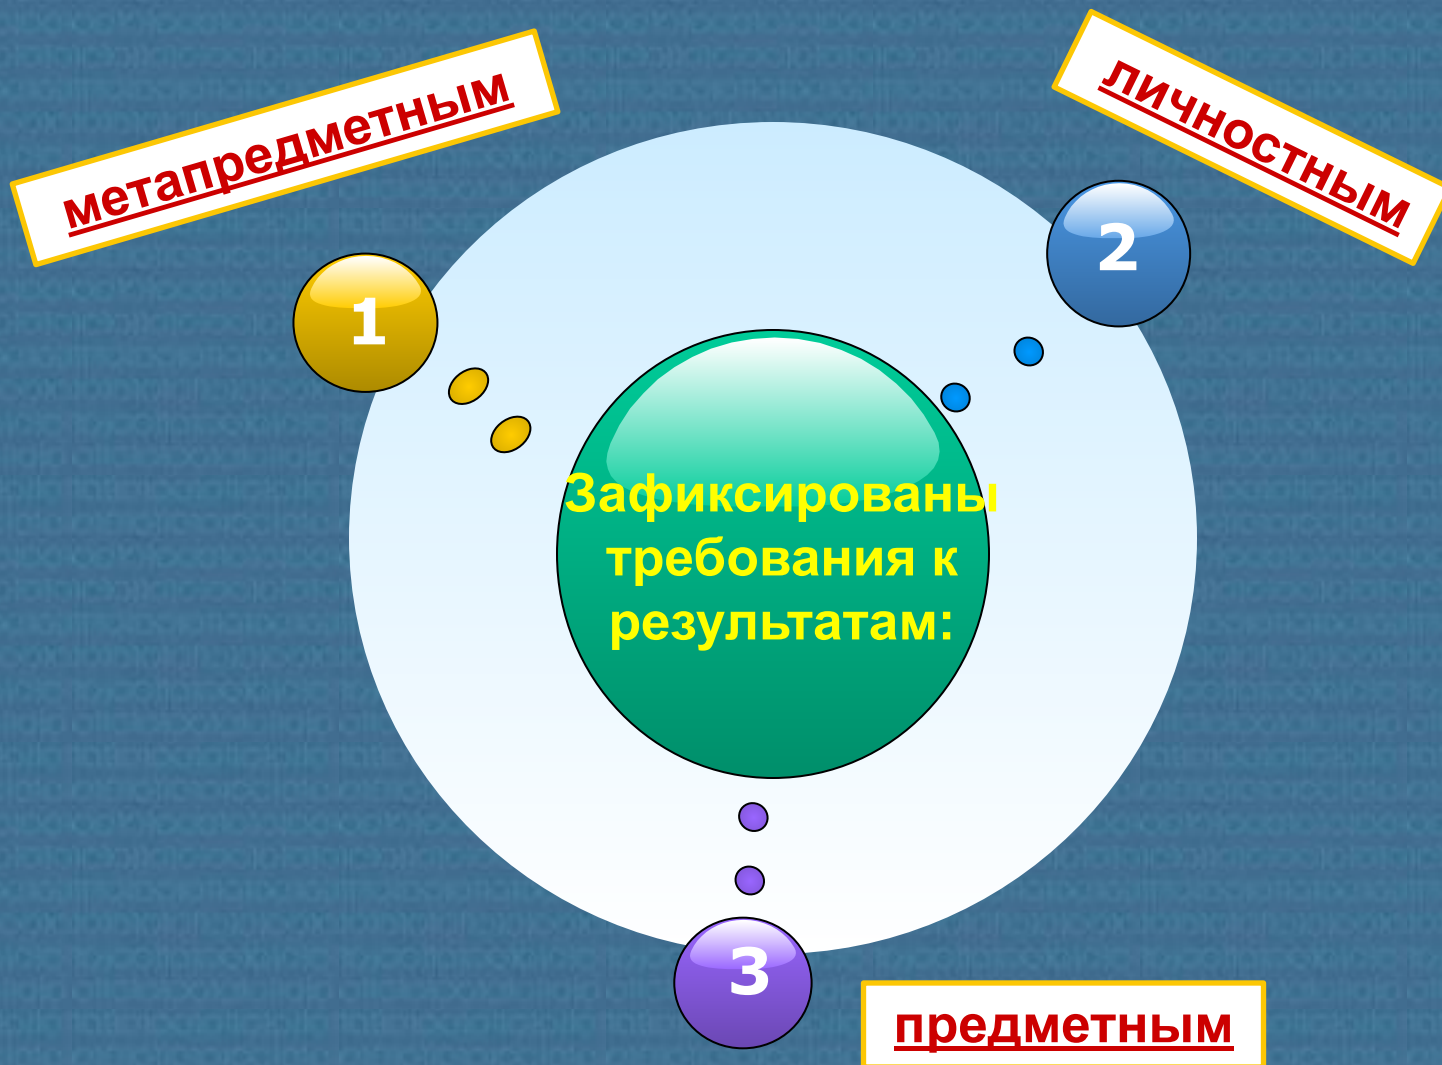 метапредметным
личностным
1
2
Зафиксированы
требования к
результатам:
3
предметным